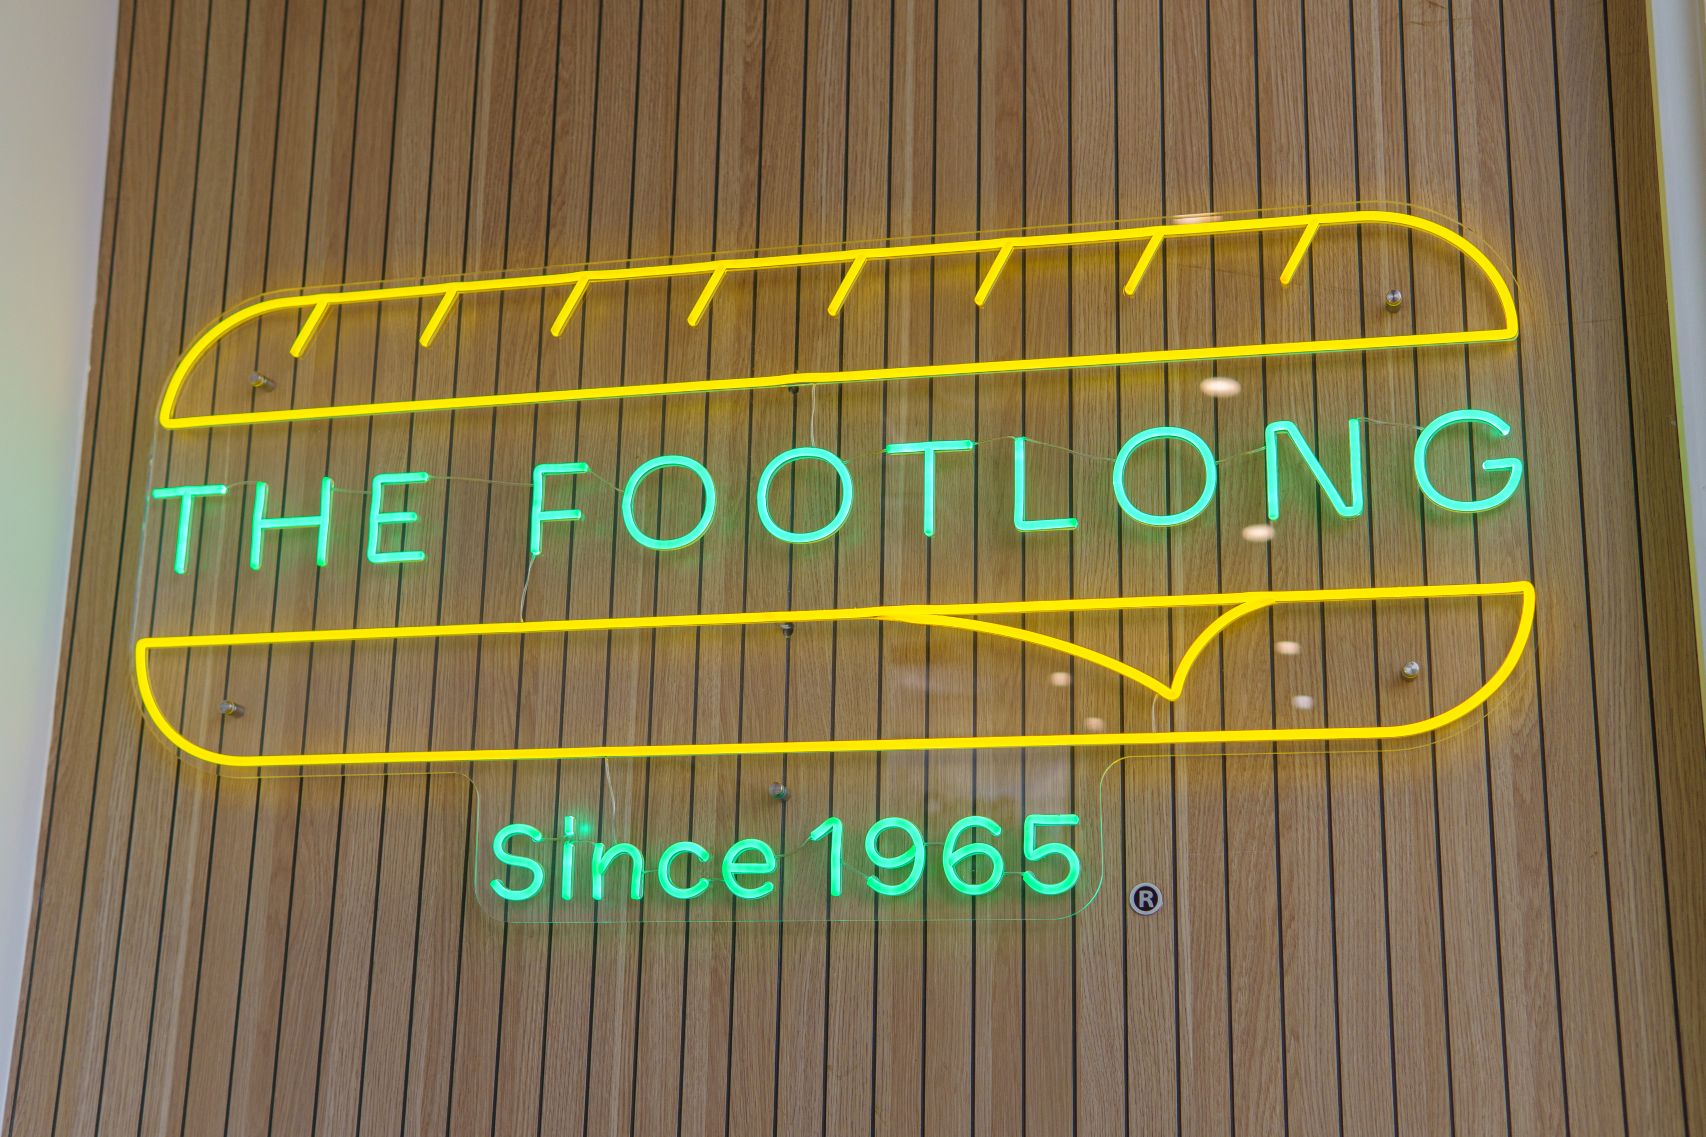 THE FOOTLONG
Since 1965
®